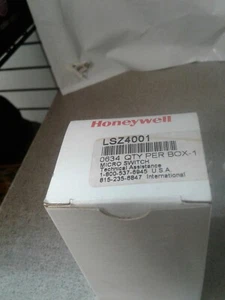 Honeywell
LSZ4001
0634 QTY PER BOX-1
MICRO SWITCH
Technical Assistance
1-800-537-6945 U.S.A.
815-235-6847 International